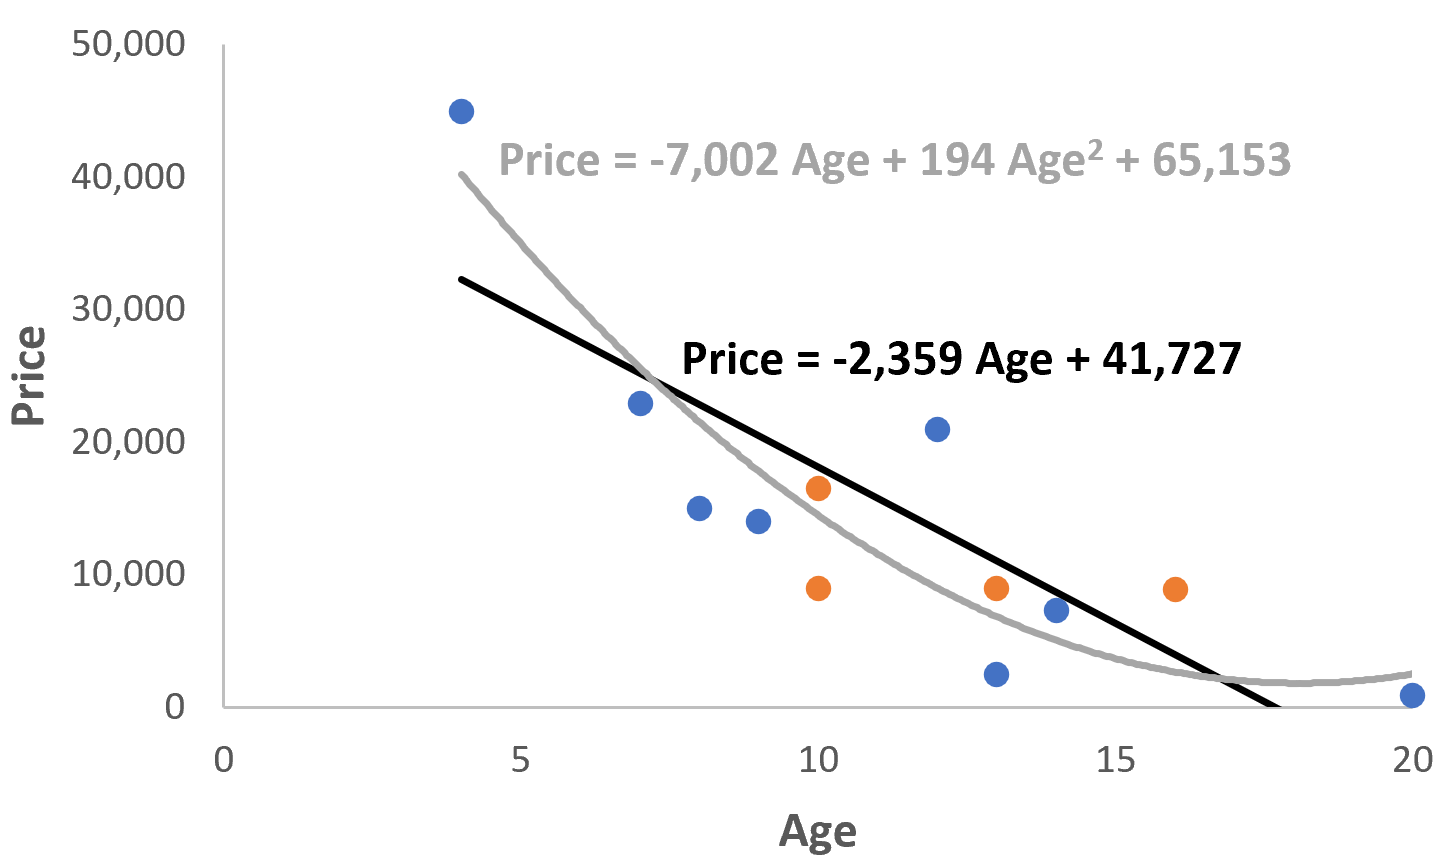 50,000
Price = -7,002 Age + 194 Age² + 65,153
40,000
30,000
Price = -2,359 Age + 41,727
Price
20,000
10,000
0
0 5 10 15 20
Age